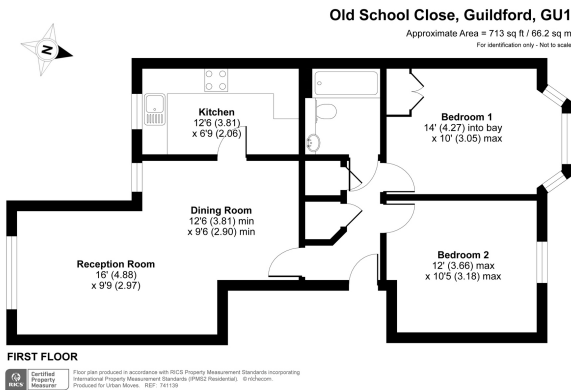 Old School Close, Guildford, GU1
Approximate Area = 713 sq ft / 66.2 sq m
For identification only - Not to scale
N
Kitchen
12'6 (3.81)
x 6'9 (2.06)
Bedroom 1
14' (4.27) into bay
x 10' (3.05) max
Dining Room
12'6 (3.81) min
x 9'6 (2.90) min
Reception Room
16' (4.88)
x 9'9 (2.97)
Bedroom 2
12' (3.66) max
x 10'5 (3.18) max
FIRST FLOOR
RICS
Certified
Property
Measurer
Floor plan produced in accordance with RICS Property Measurement Standards incorporating
International Property Measurement Standards (IPMS2 Residential). © nichecom.
Produced for Urban Moves. REF: 741139